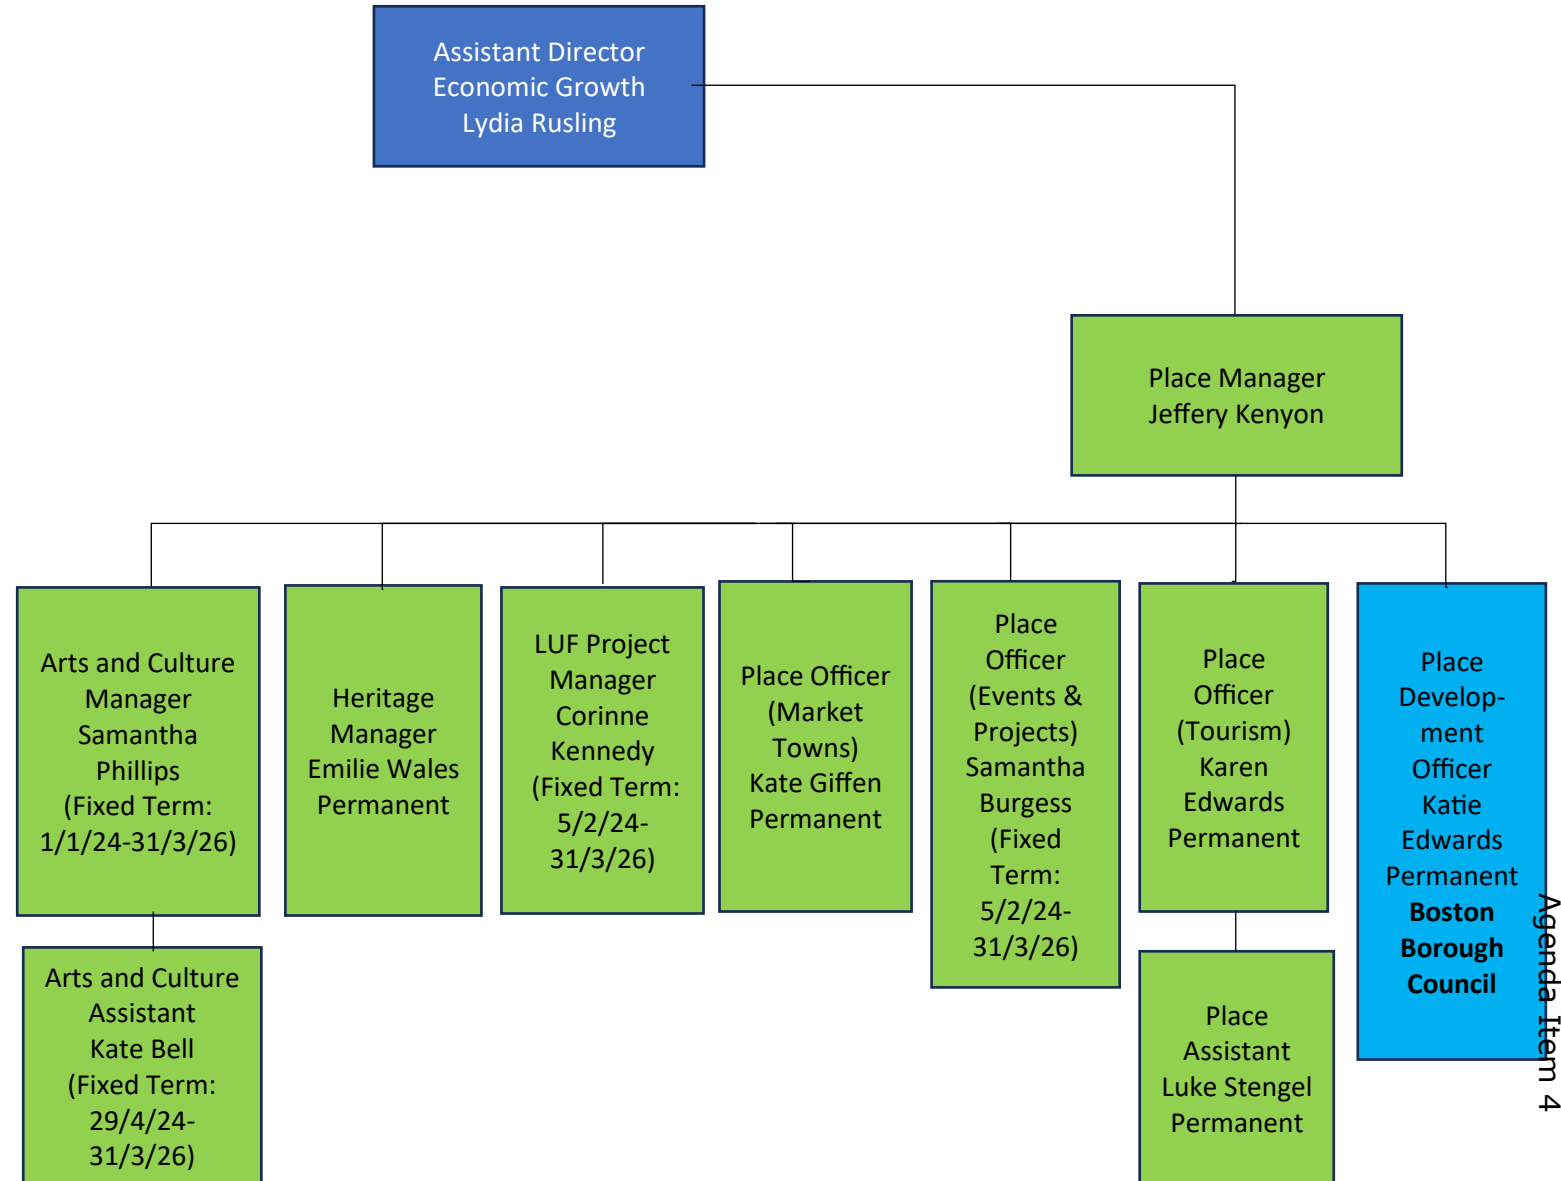 Assistant Director
Economic Growth
Lydia Rusling
Place Manager
Jeffery Kenyon
Arts and Culture
Manager
Samantha
Phillips
(Fixed Term:
1/1/24-31/3/26)
Heritage
Manager
Emilie Wales
Permanent
LUF Project
Manager
Corinne
Kennedy
(Fixed Term:
5/2/24-
31/3/26)
Place Officer
(Market
Towns)
Kate Giffen
Permanent
Place
Officer
(Events &
Projects)
Samantha
Burgess
(Fixed
Term:
5/2/24-
31/3/26)
Place
Officer
(Tourism)
Karen
Edwards
Permanent
Place
Develop-
ment
Officer
Katie
Edwards
Permanent
Boston
Borough
Council
Arts and Culture
Assistant
Kate Bell
(Fixed Term:
29/4/24-
31/3/26)
Place
Assistant
Luke Stengel
Permanent
Agenda Item 4